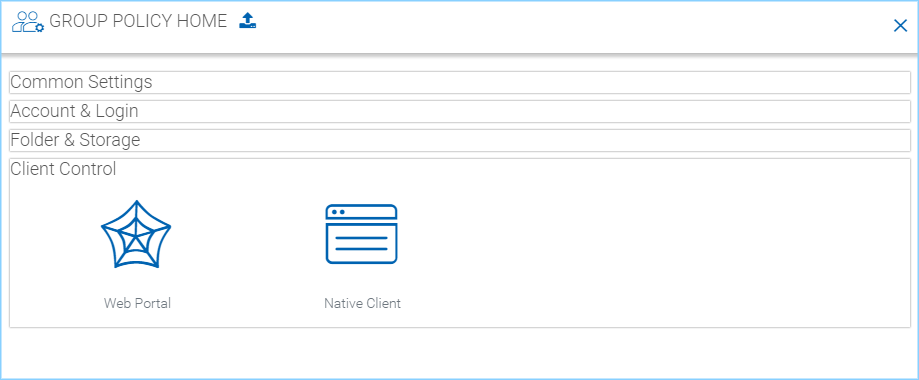 GROUP POLICY HOME
Common Settings
Account & Login
Folder & Storage
Client Control
Web Portal
Native Client